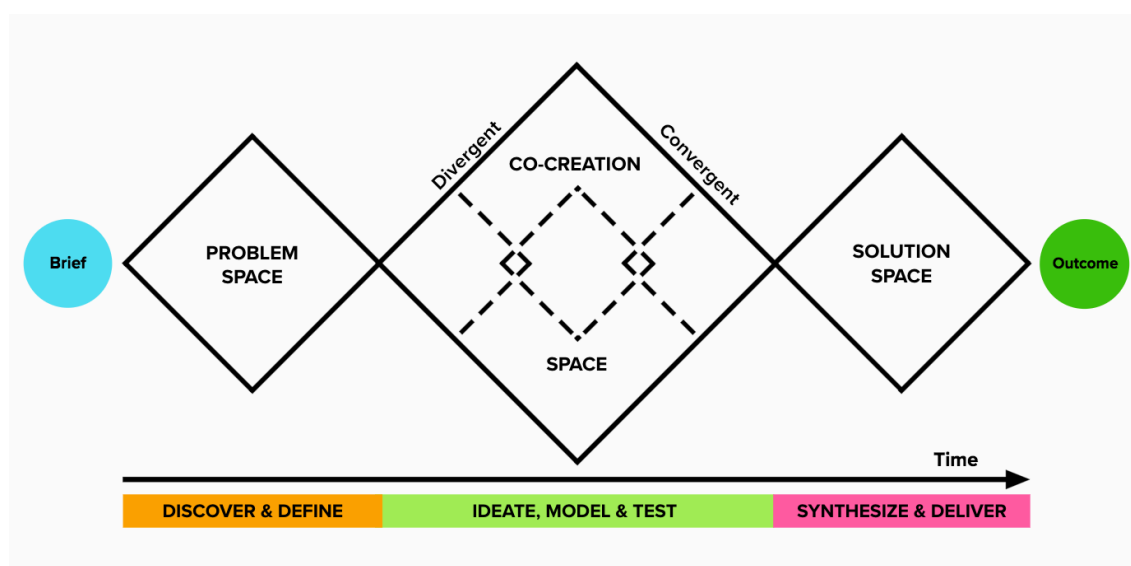 Divergent
Convergent
CO-CREATION
Brief
PROBLEM
SPACE
SOLUTION
SPACE
Outcome
SPACE
Time
DISCOVER & DEFINE
IDEATE, MODEL & TEST
SYNTHESIZE & DELIVER